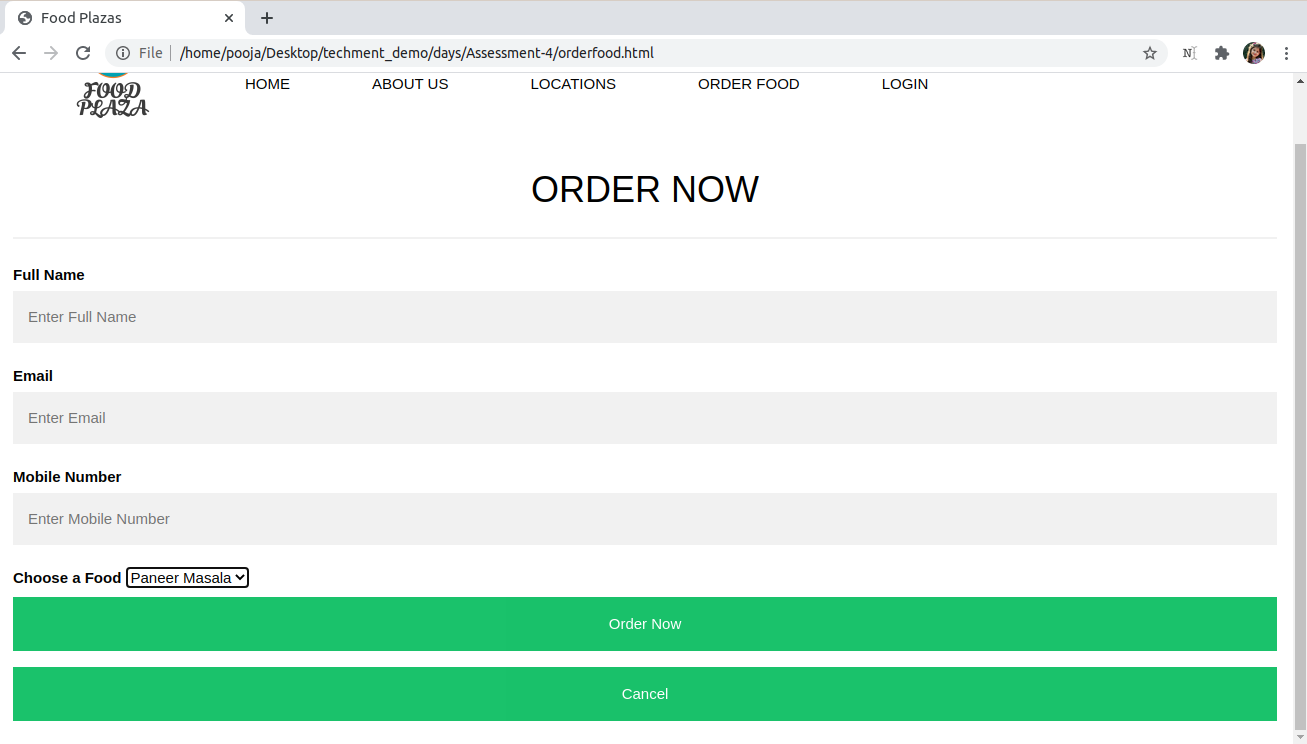 Food Plazas
File /home/pooja/Desktop/techment_demo/days/Assessment-4/orderfood.html
FOOD
PLAZA
HOME ABOUT US LOCATIONS ORDER FOOD LOGIN
ORDER NOW
Full Name
Enter Full Name
Email
Enter Email
Mobile Number
Enter Mobile Number
Choose a Food Paneer Masala
Order Now
Cancel